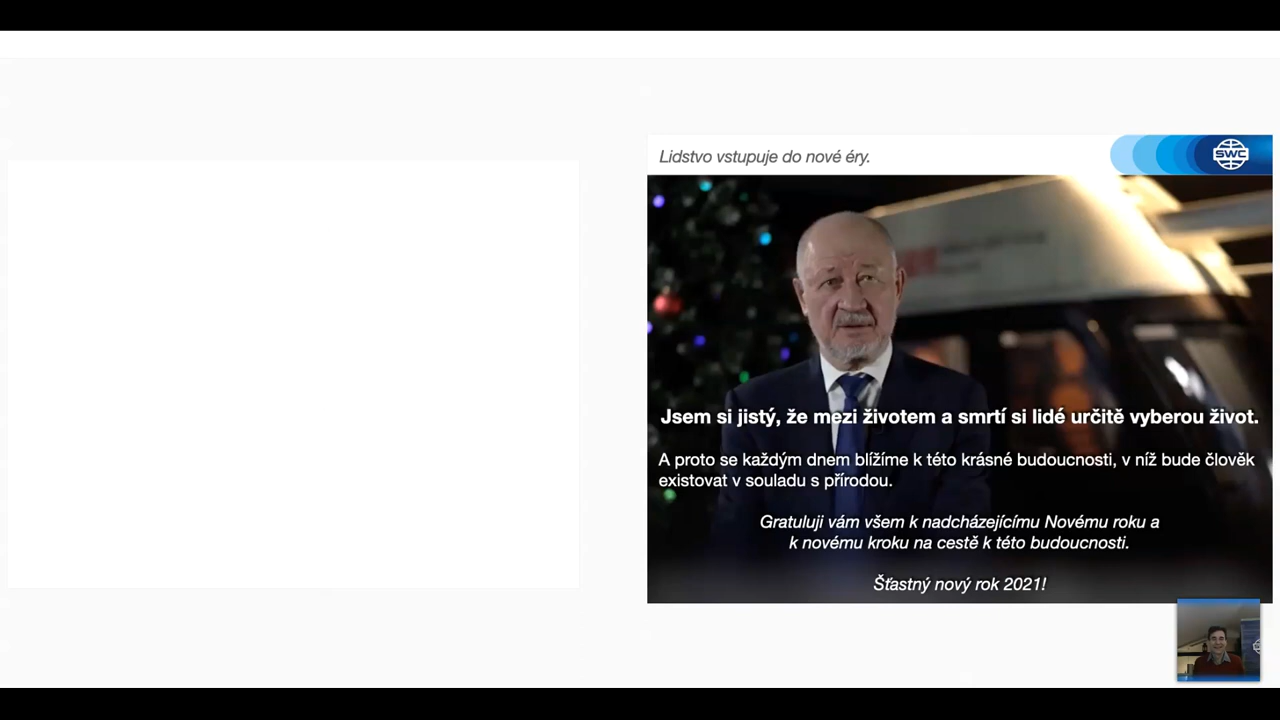 Lidstvo vstupuje do nové éry.
SWC
Jsem si jistý, že mezi životem a smrtí si lidé určitě vyberou život.
A proto se každým dnem blížíme k této krásné budoucnosti, v níž bude člověk
existovat v souladu s přírodou.
Gratuluji vám všem k nadcházejícímu Novému roku a
k novému kroku na cestě k této budoucnosti.
Šťastný nový rok 2021!